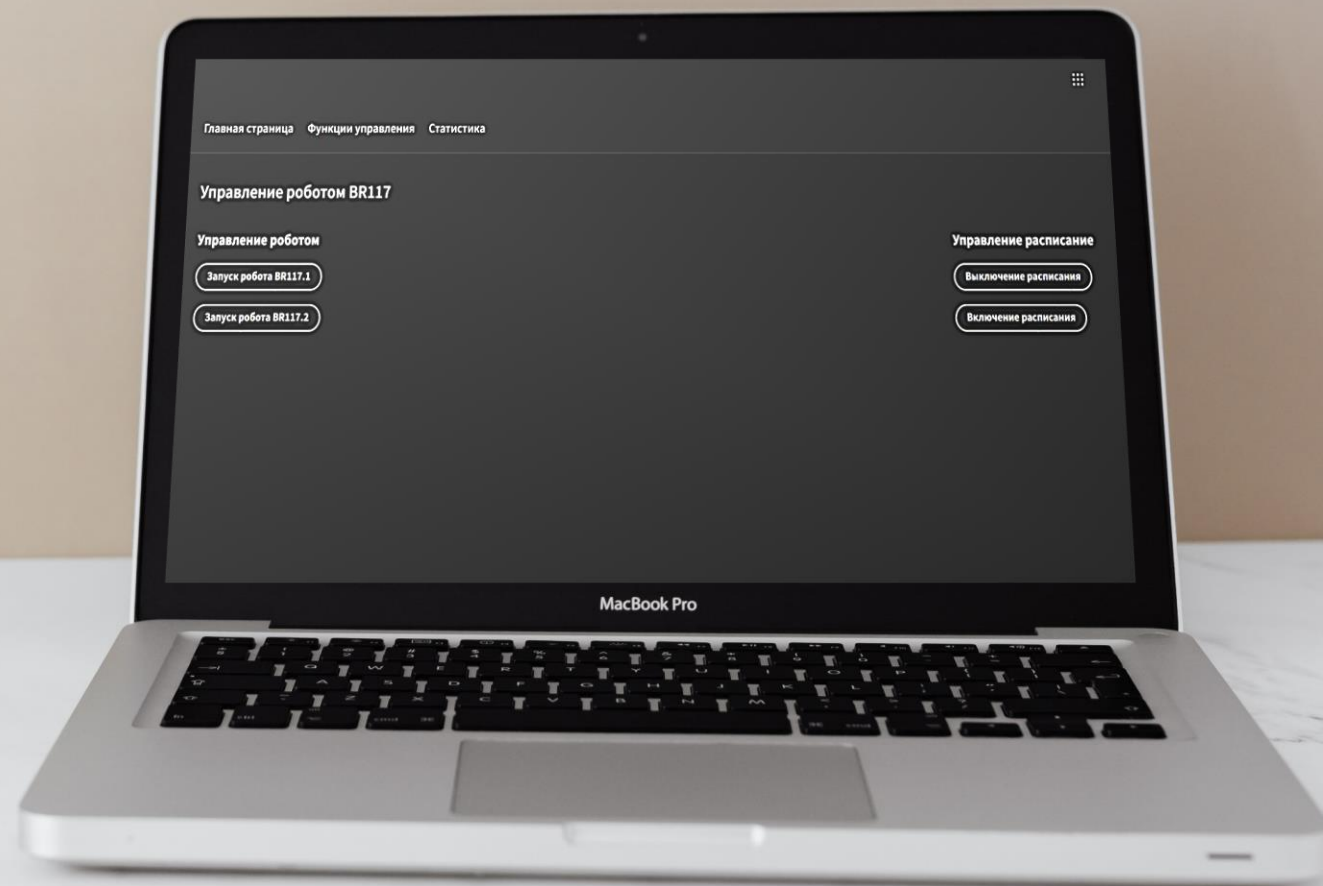 Главная страница Функции управления Статистика
Управление роботом BR117
Управление роботом
Управление расписание
Запуск робота BR117.1
Выключение расписания
Запуск робота BR117.2
Включение расписания
MacBook Pro